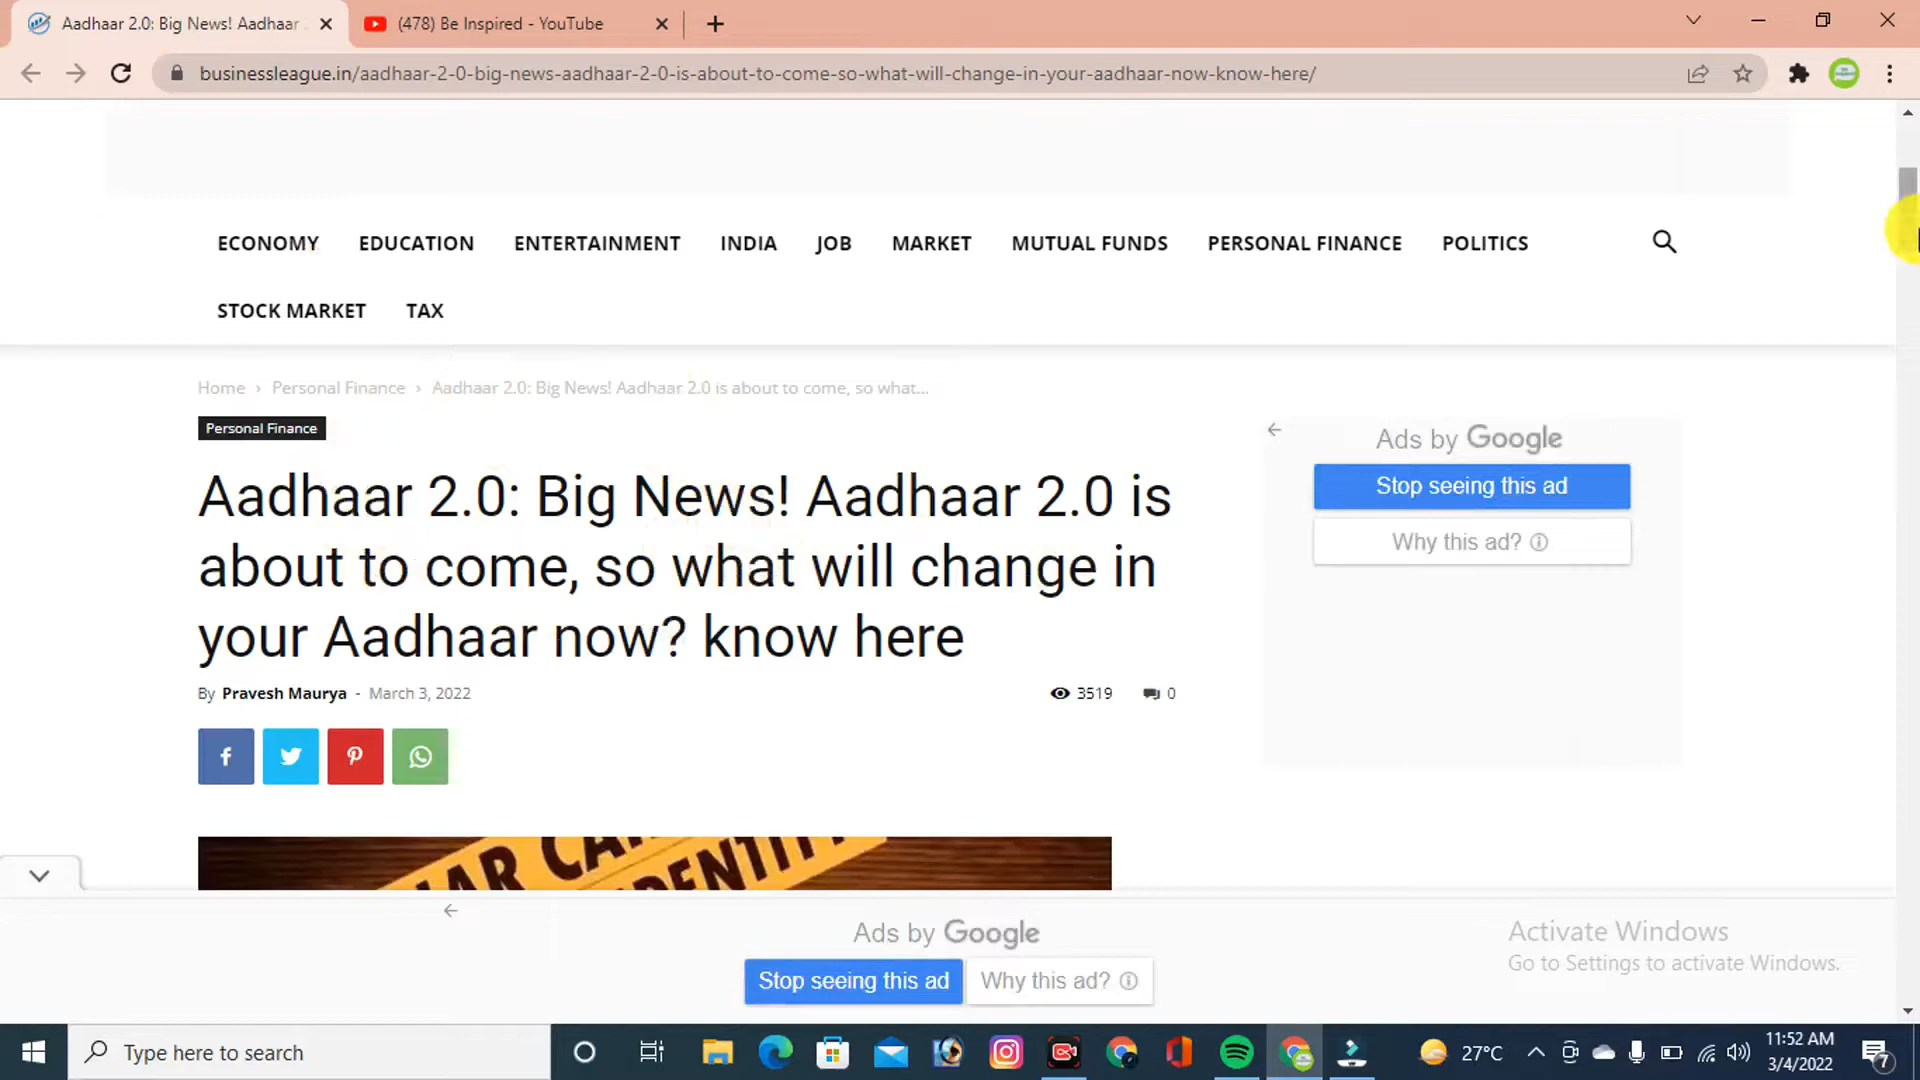 Aadhaar 2.0: Big News! Aadhaar
(478) Be Inspired - YouTube
businessleague.in/aadhaar-2-0-big-news-aadhaar-2-0-is-about-to-come-so-what-will-change-in-your-aadhaar-now-know-here/
ECONOMY EDUCATION ENTERTAINMENT INDIA JOB MARKET MUTUAL FUNDS PERSONAL FINANCE POLITICS
STOCK MARKET TAX
Home › Personal Finance › Aadhaar 2.0: Big News! Aadhaar 2.0 is about to come, so what...
Personal Finance
Aadhaar 2.0: Big News! Aadhaar 2.0 is
about to come, so what will change in
your Aadhaar now? know here
By Pravesh Maurya - March 3, 2022
3519 0
Ads by Google
Stop seeing this ad
Why this ad?
Ads by Google
Stop seeing this ad Why this ad?
Activate Windows
Go to Settings to activate Windows.
Type here to search
27°C
11:52 AM
3/4/2022
7